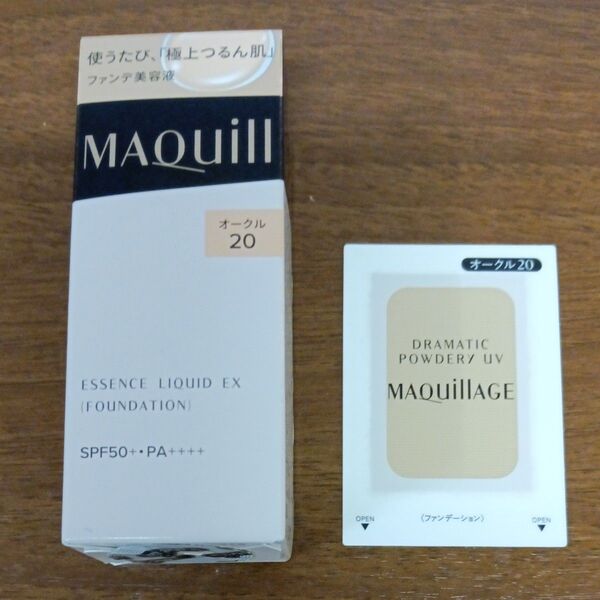 使うたび、「極上つるん肌」
ファンデ美容液
MAQuill
オークル
20
ESSENCE LIQUID EX
(FOUNDATION)
SPF50+・PA++++
オークル20
DRAMATIC
POWDERY UV
MAQuillAGE
OPEN
(ファンデーション)
OPEN